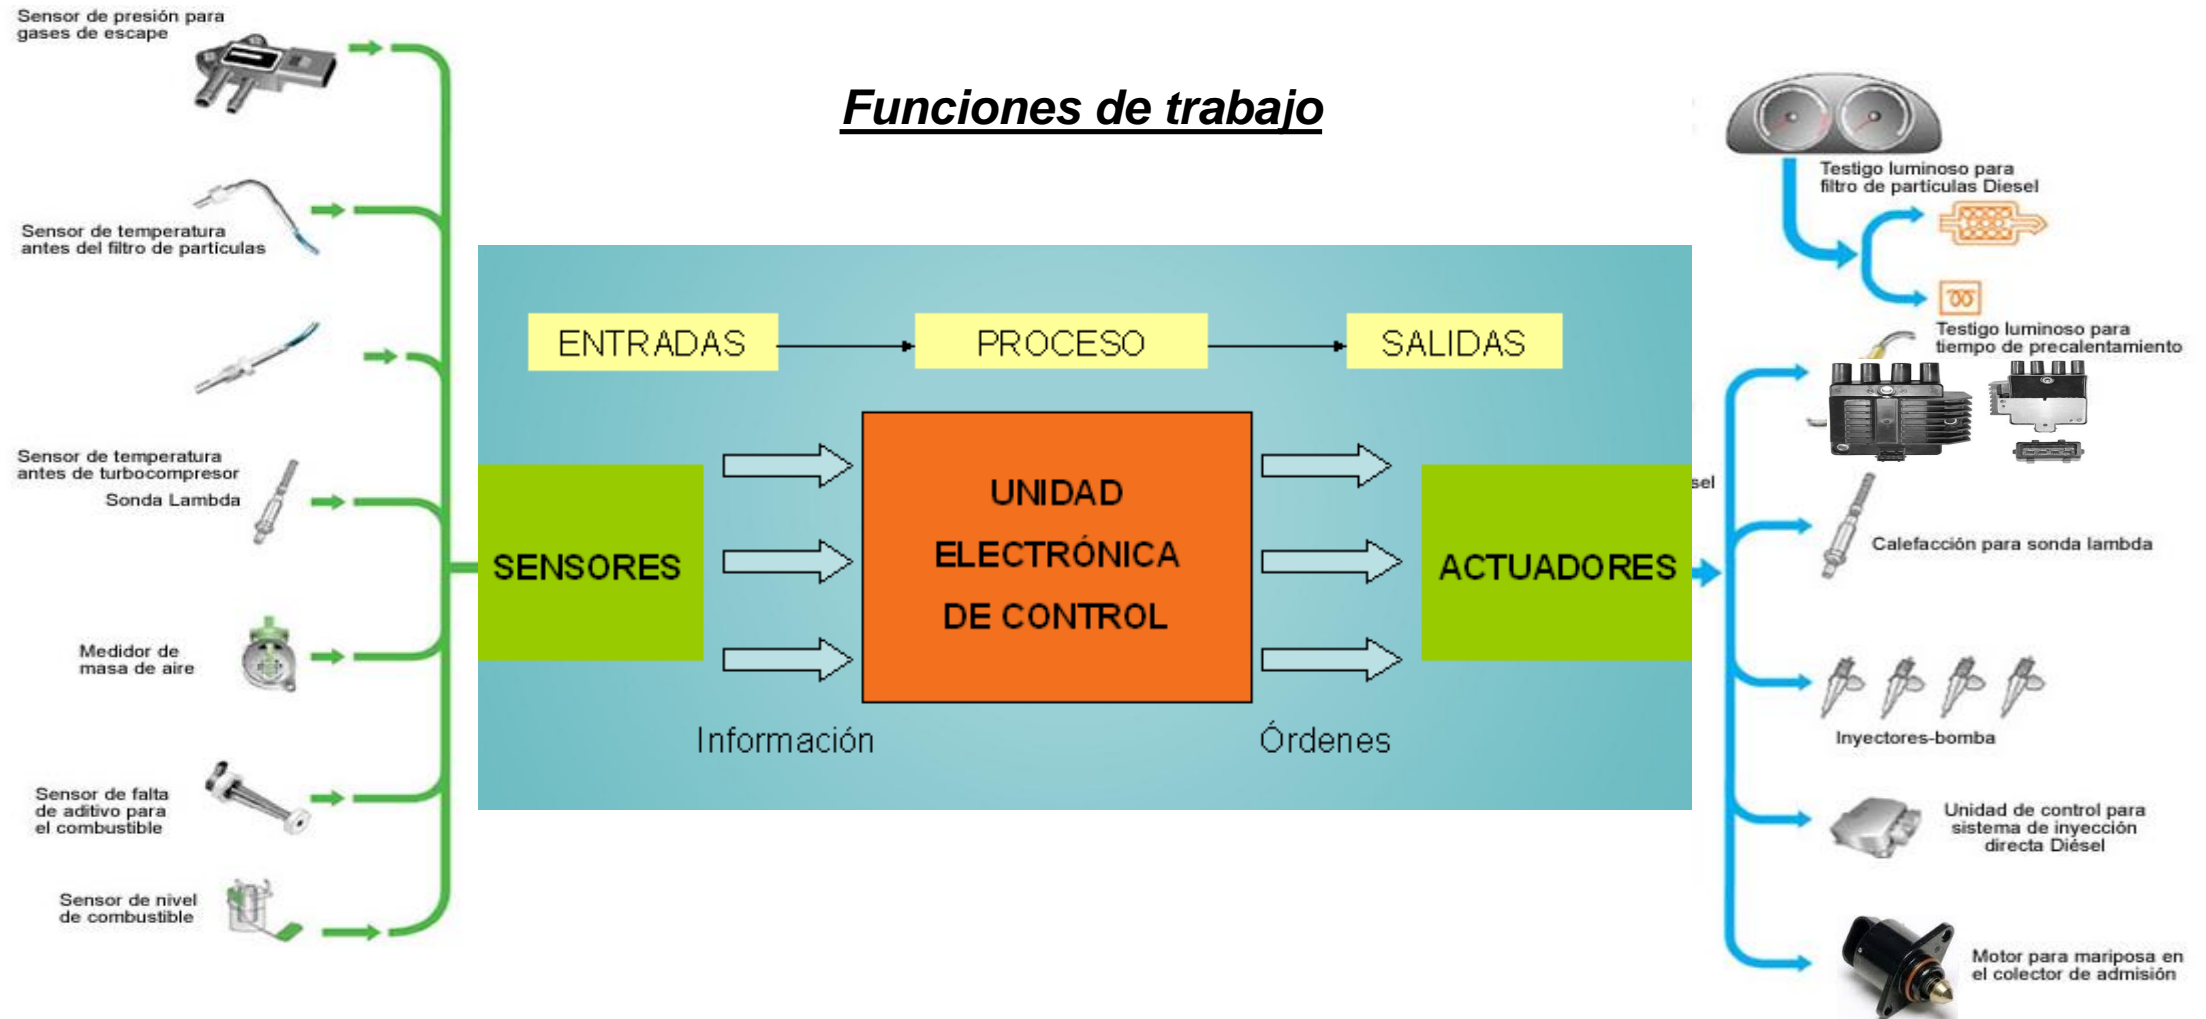 Sensor de presión para
gases de escape
Funciones de trabajo
Testigo luminoso para
filtro de particulas Diesel
Sensor de temperatura
antes del filtro de particulas
Testigo luminoso para
tiempo de precalentamiento
ENTRADAS
PROCESO
SALIDAS
Sensor de temperatura
antes de turbocompresor
Sonda Lambda
SENSORES
UNIDAD
ELECTRÓNICA
DE CONTROL
ACTUADORES
sel
Calefacción para sonda lambda
Medidor de
masa de aire
Información
Órdenes
Inyectores-bomba
Sensor de falta
de aditivo para
el combustible
Unidad de control para
sistema de inyección
directa Diésel
Sensor de nivel
de combustible
Motor para mariposa en
el colector de admisión